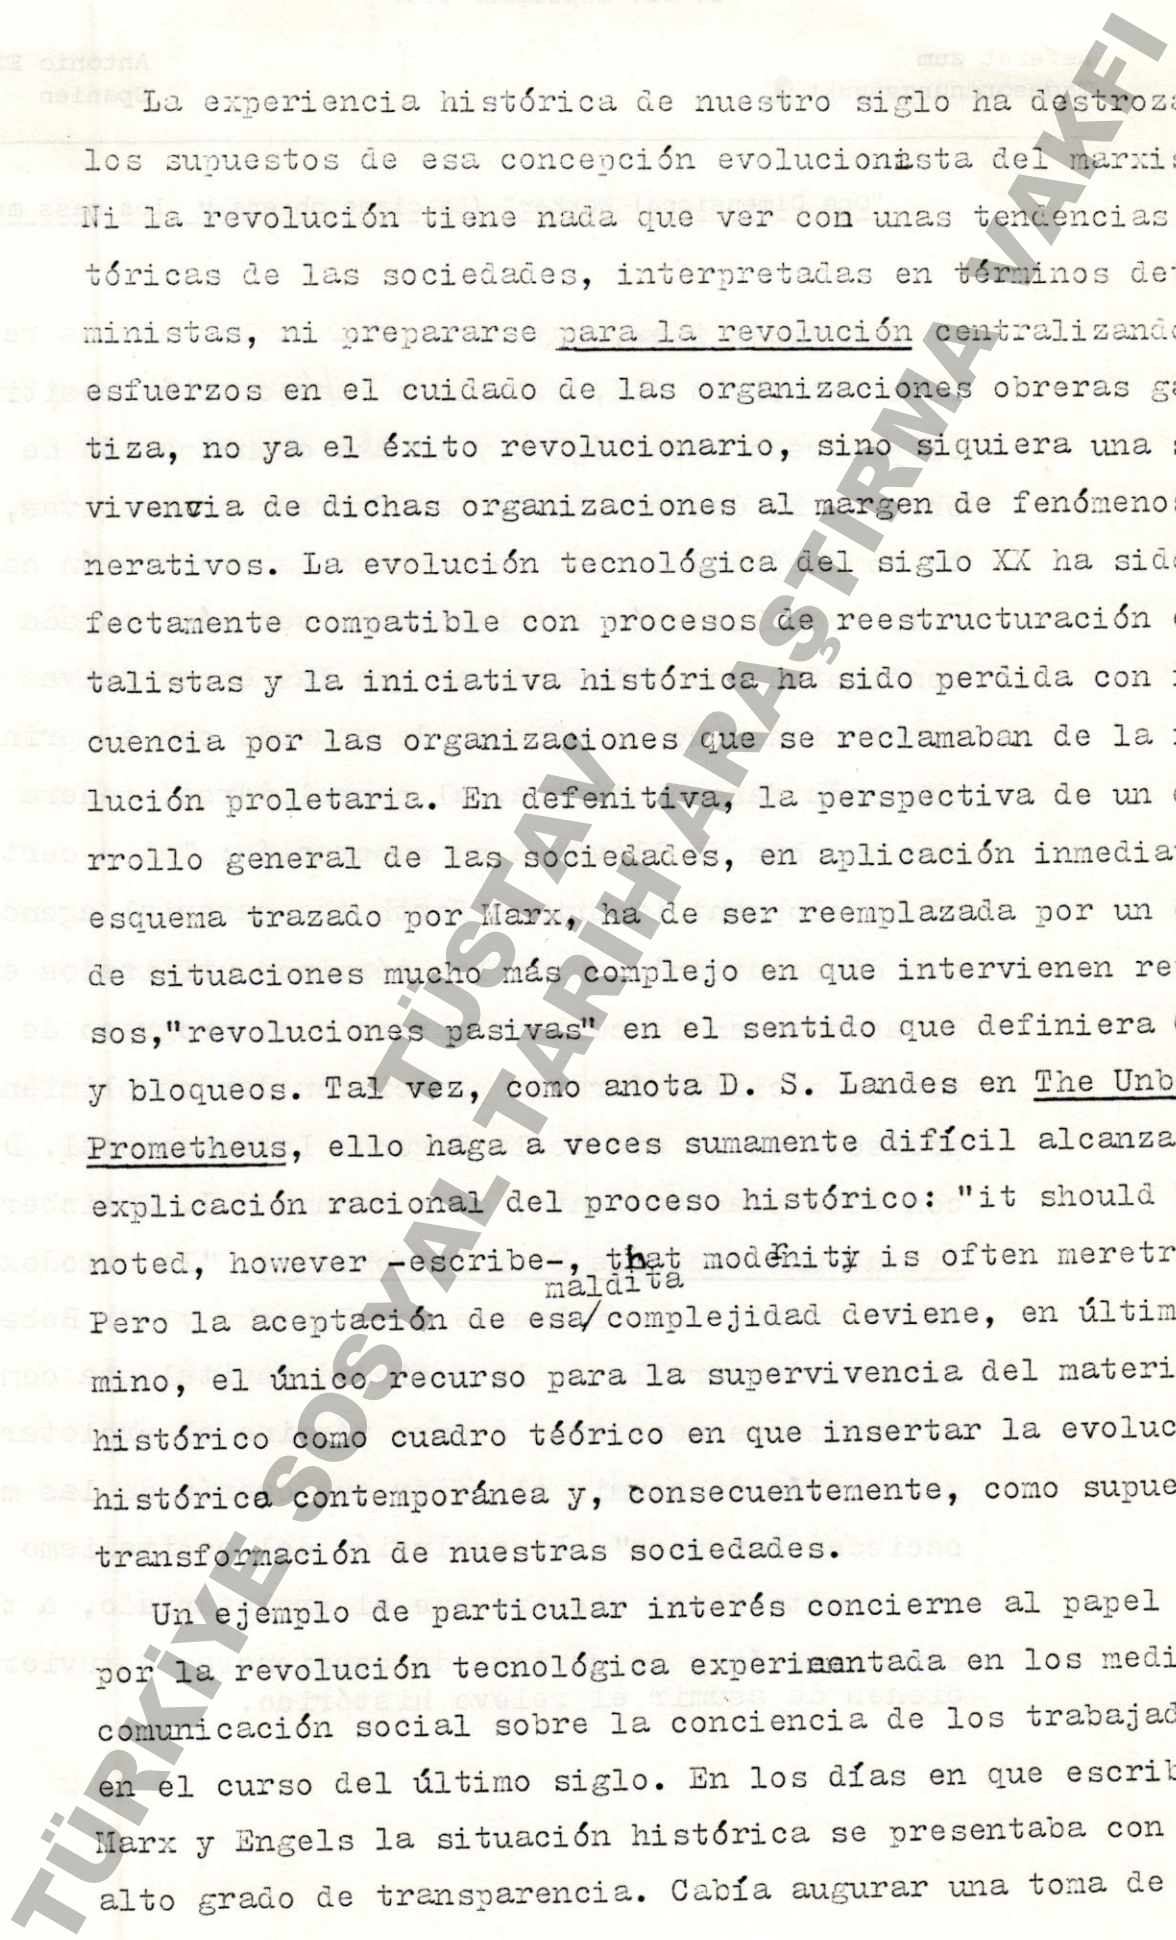 La experiencia histórica de nuestro siglo ha destroza
los supuestos de esa concepción evolucionista del marxis
Ni la revolución tiene nada que ver con unas tendencias
tóricas de las sociedades, interpretadas en términos det
ministas, ni prepararse para la revolución centralizando
esfuerzos en el cuidado de las organizaciones obreras ga
tiza, no ya el éxito revolucionario, sino siquiera una s
vivenvia de dichas organizaciones al margen de fenómenos
nerativos. La evolución tecnológica del siglo XX ha sido
fectamente compatible con procesos de reestructuración c
talistas y la iniciativa histórica ha sido perdida con f
cuencia por las organizaciones que se reclamaban de la r
lución proletaria. En defenitiva, la perspectiva de un d
rrollo general de las sociedades, en aplicación inmediat
esquema trazado por Marx, ha de ser reemplazada por un
de situaciones mucho más complejo en que intervienen ret
sos,"revoluciones pasivas" en el sentido que definiera G
y bloqueos. Tal vez, como anota D. S. Landes en The Unb
Prometheus, ello haga a veces sumamente difícil alcanza
explicación racional del proceso histórico: "it should
noted, however -escribe-, that modernity is often meretr
maldita
Pero la aceptación de esa/complejidad deviene, en últim
mino, el único recurso para la supervivencia del materi
histórico como cuadro téórico en que insertar la evoluc
histórica contemporánea y, consecuentemente, como supue
transformación de nuestras sociedades.
Un ejemplo de particular interés concierne al papel
por la revolución tecnológica experimentada en los medi
comunicación social sobre la conciencia de los trabajad
en el curso del último siglo. En los días en que escrib
Marx y Engels la situación histórica se presentaba con
alto grado de transparencia. Cabía augurar una toma de
TÜSTAV
TÜRKİYE SOSYAL TARİH ARAŞTIRMA VAKFI